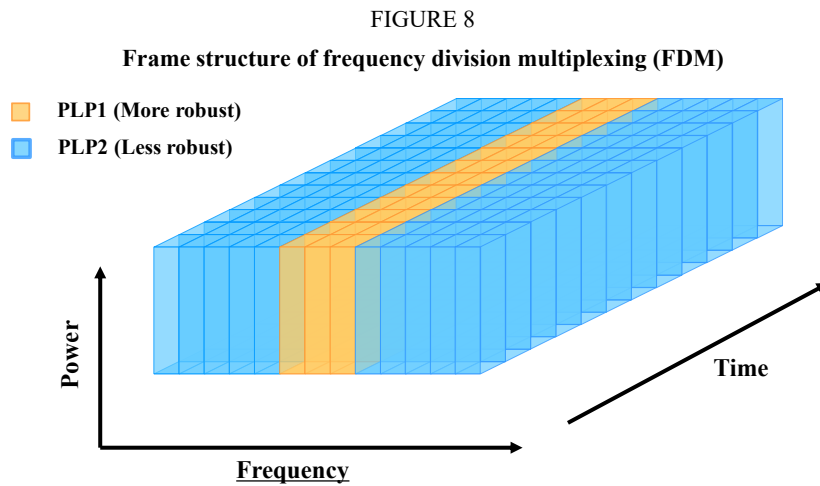 FIGURE 8
Frame structure of frequency division multiplexing (FDM)
PLP1 (More robust)
PLP2 (Less robust)
Power
Time
Frequency